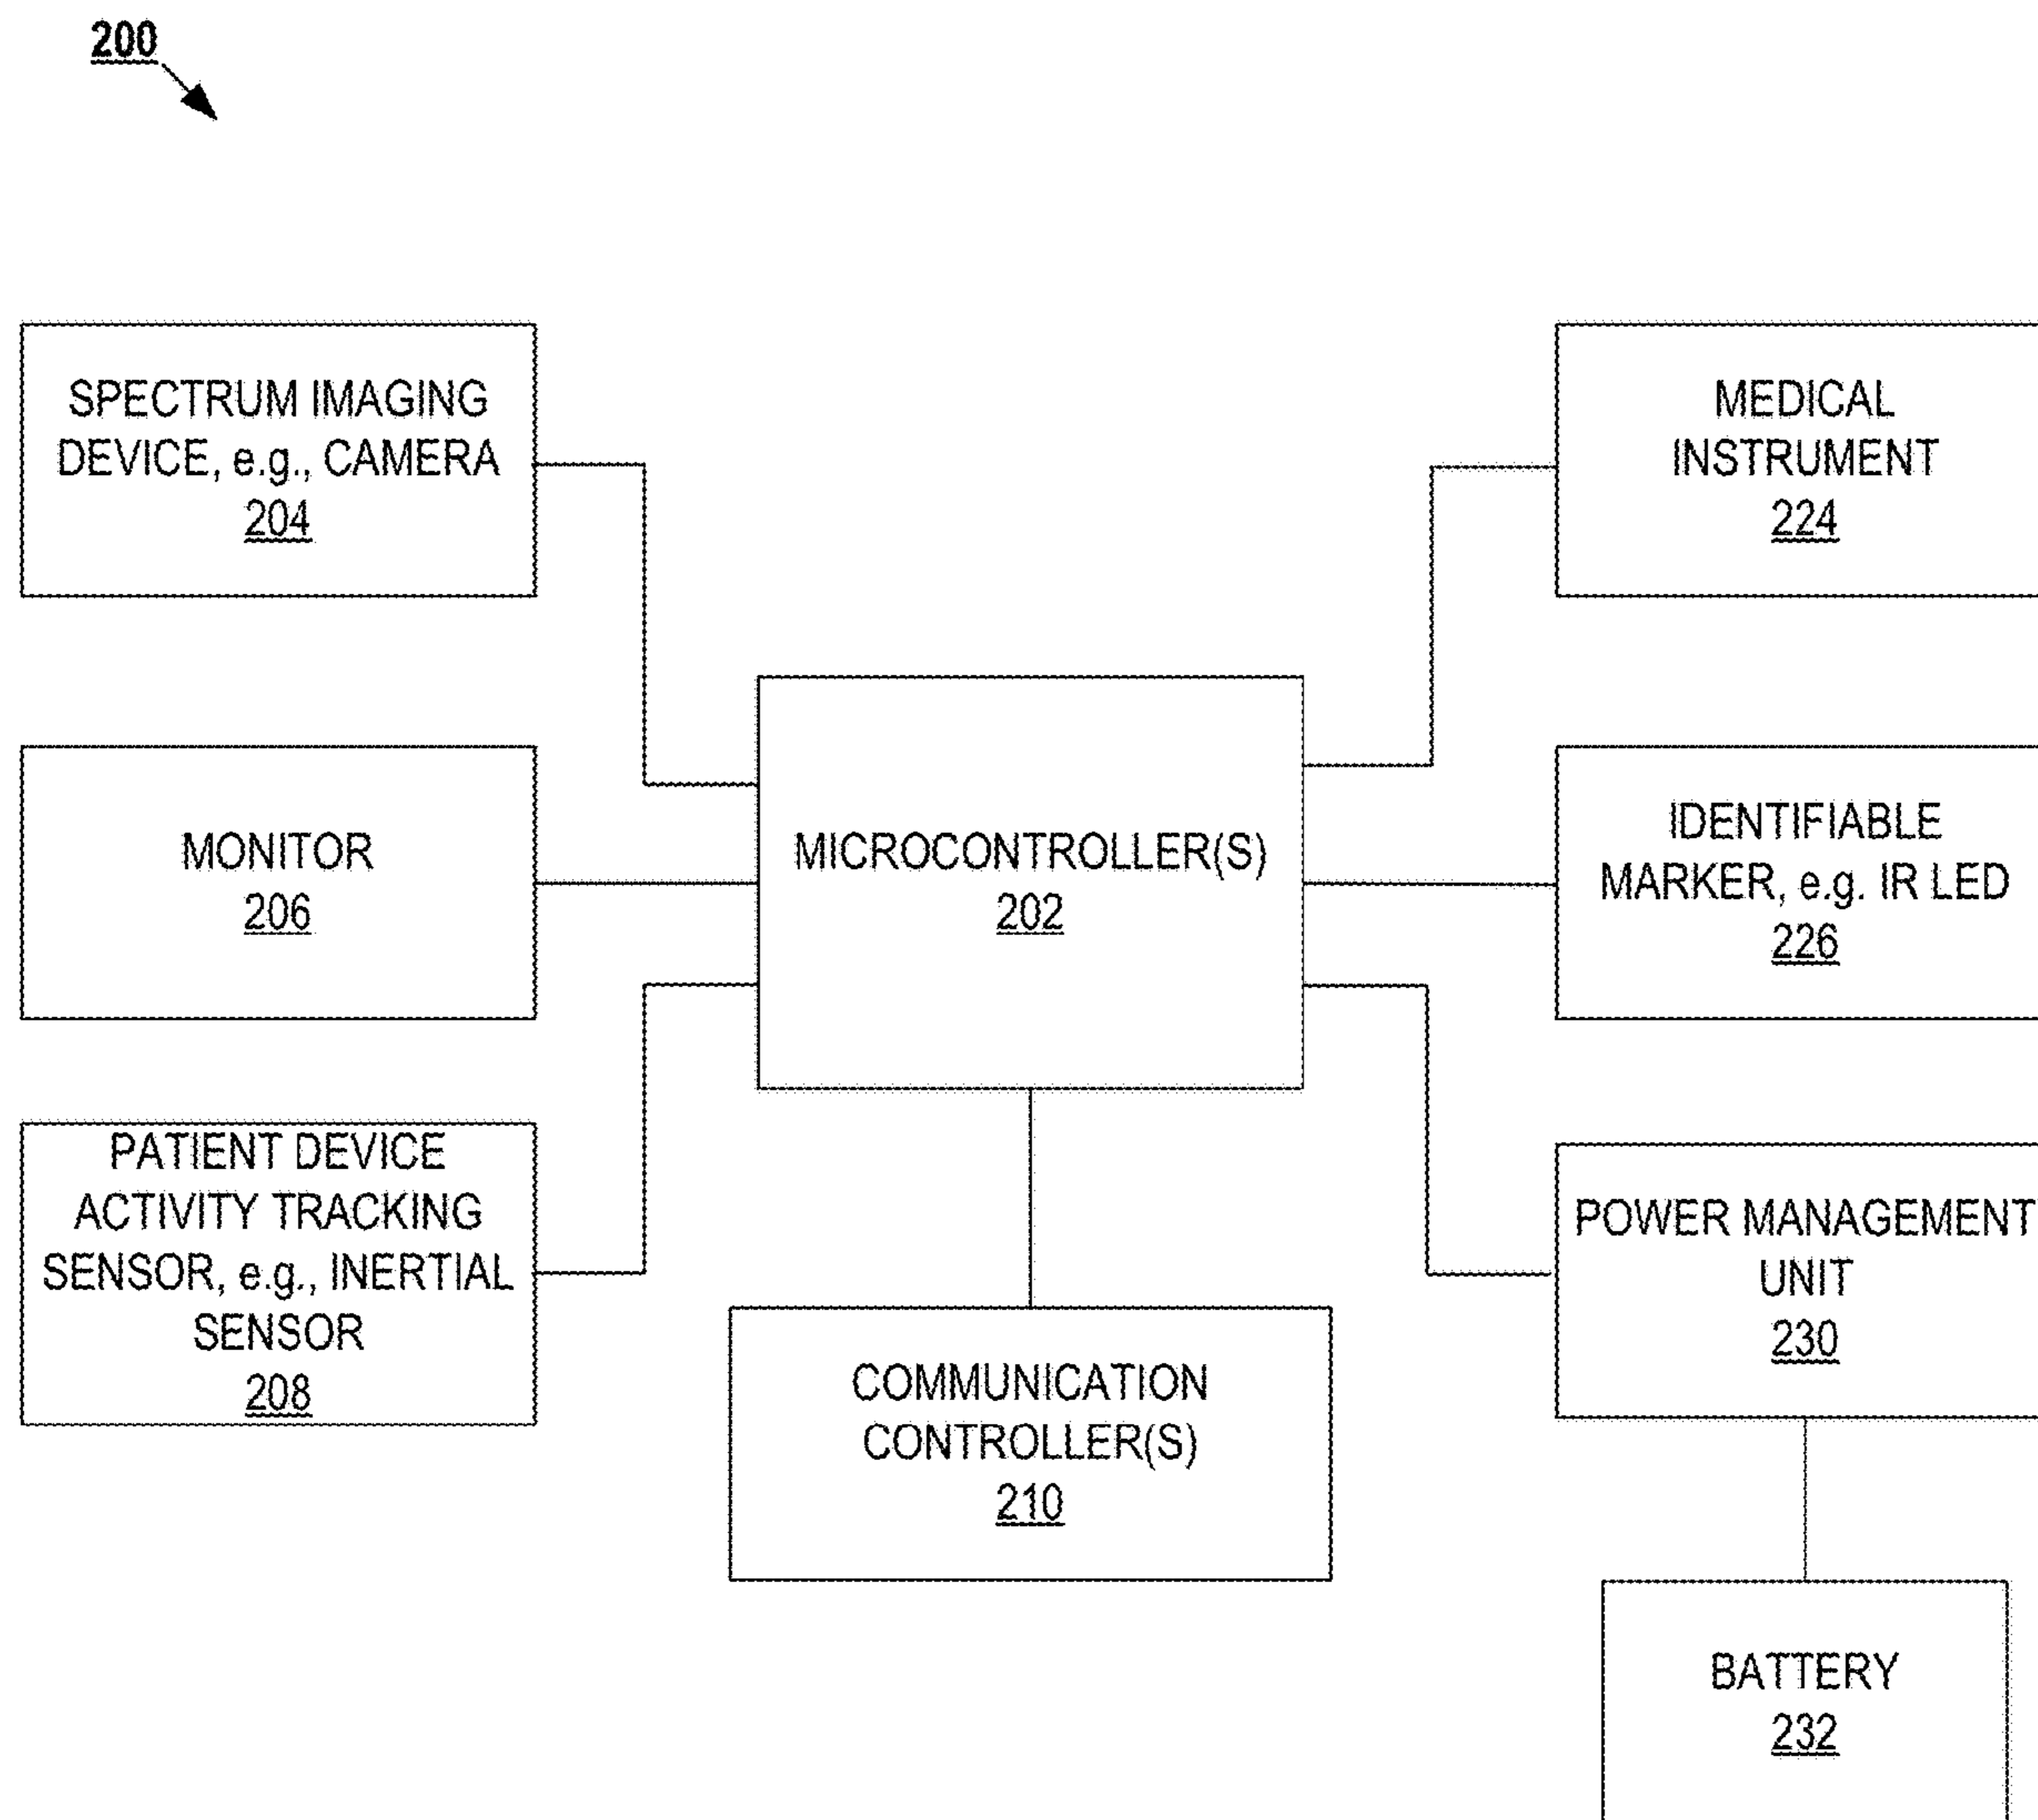 200
SPECTRUM IMAGING
DEVICE, e.g., CAMERA
204
MEDICAL
INSTRUMENT
224
MONITOR
206
MICROCONTROLLER(S)
202
IDENTIFIABLE
MARKER, e.g. IR LED
226
PATIENT DEVICE
ACTIVITY TRACKING
SENSOR, e.g., INERTIAL
SENSOR
208
COMMUNICATION
CONTROLLER(S)
210
POWER MANAGEMENT
UNIT
230
BATTERY
232